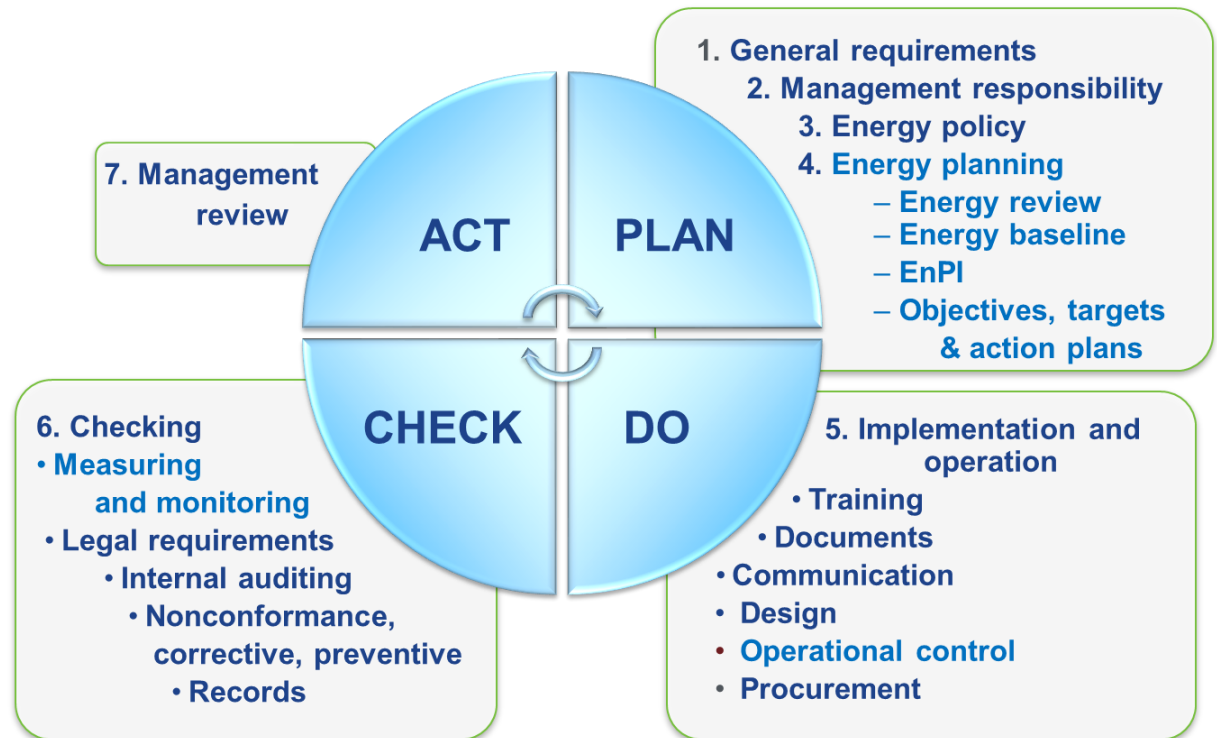 1. General requirements
2. Management responsibility
3. Energy policy
4. Energy planning
– Energy review
– Energy baseline
– EnPI
– Objectives, targets
& action plans
7. Management
review
ACT
PLAN
CHECK
DO
6. Checking
• Measuring
and monitoring
• Legal requirements
• Internal auditing
• Nonconformance,
corrective, preventive
• Records
5. Implementation and
operation
• Training
• Documents
• Communication
• Design
• Operational control
• Procurement